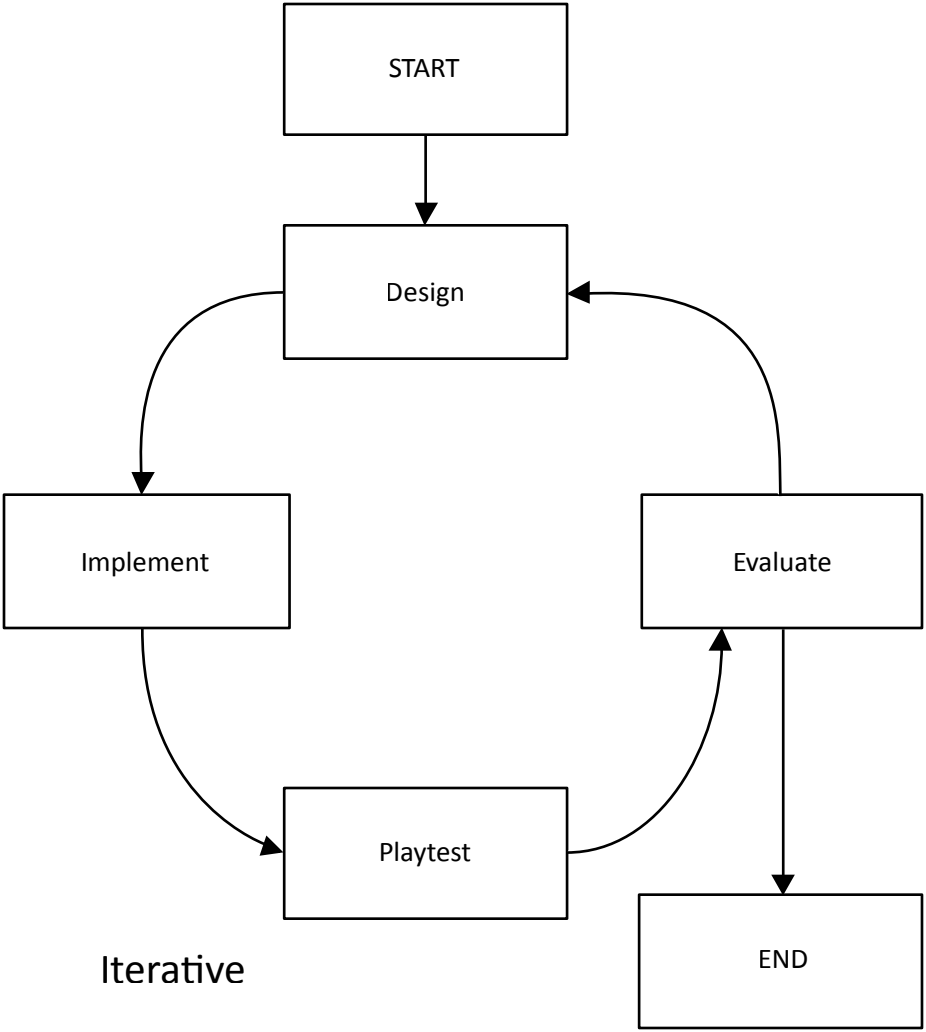 START
Design
Implement
Evaluate
Playtest
END
Iterative